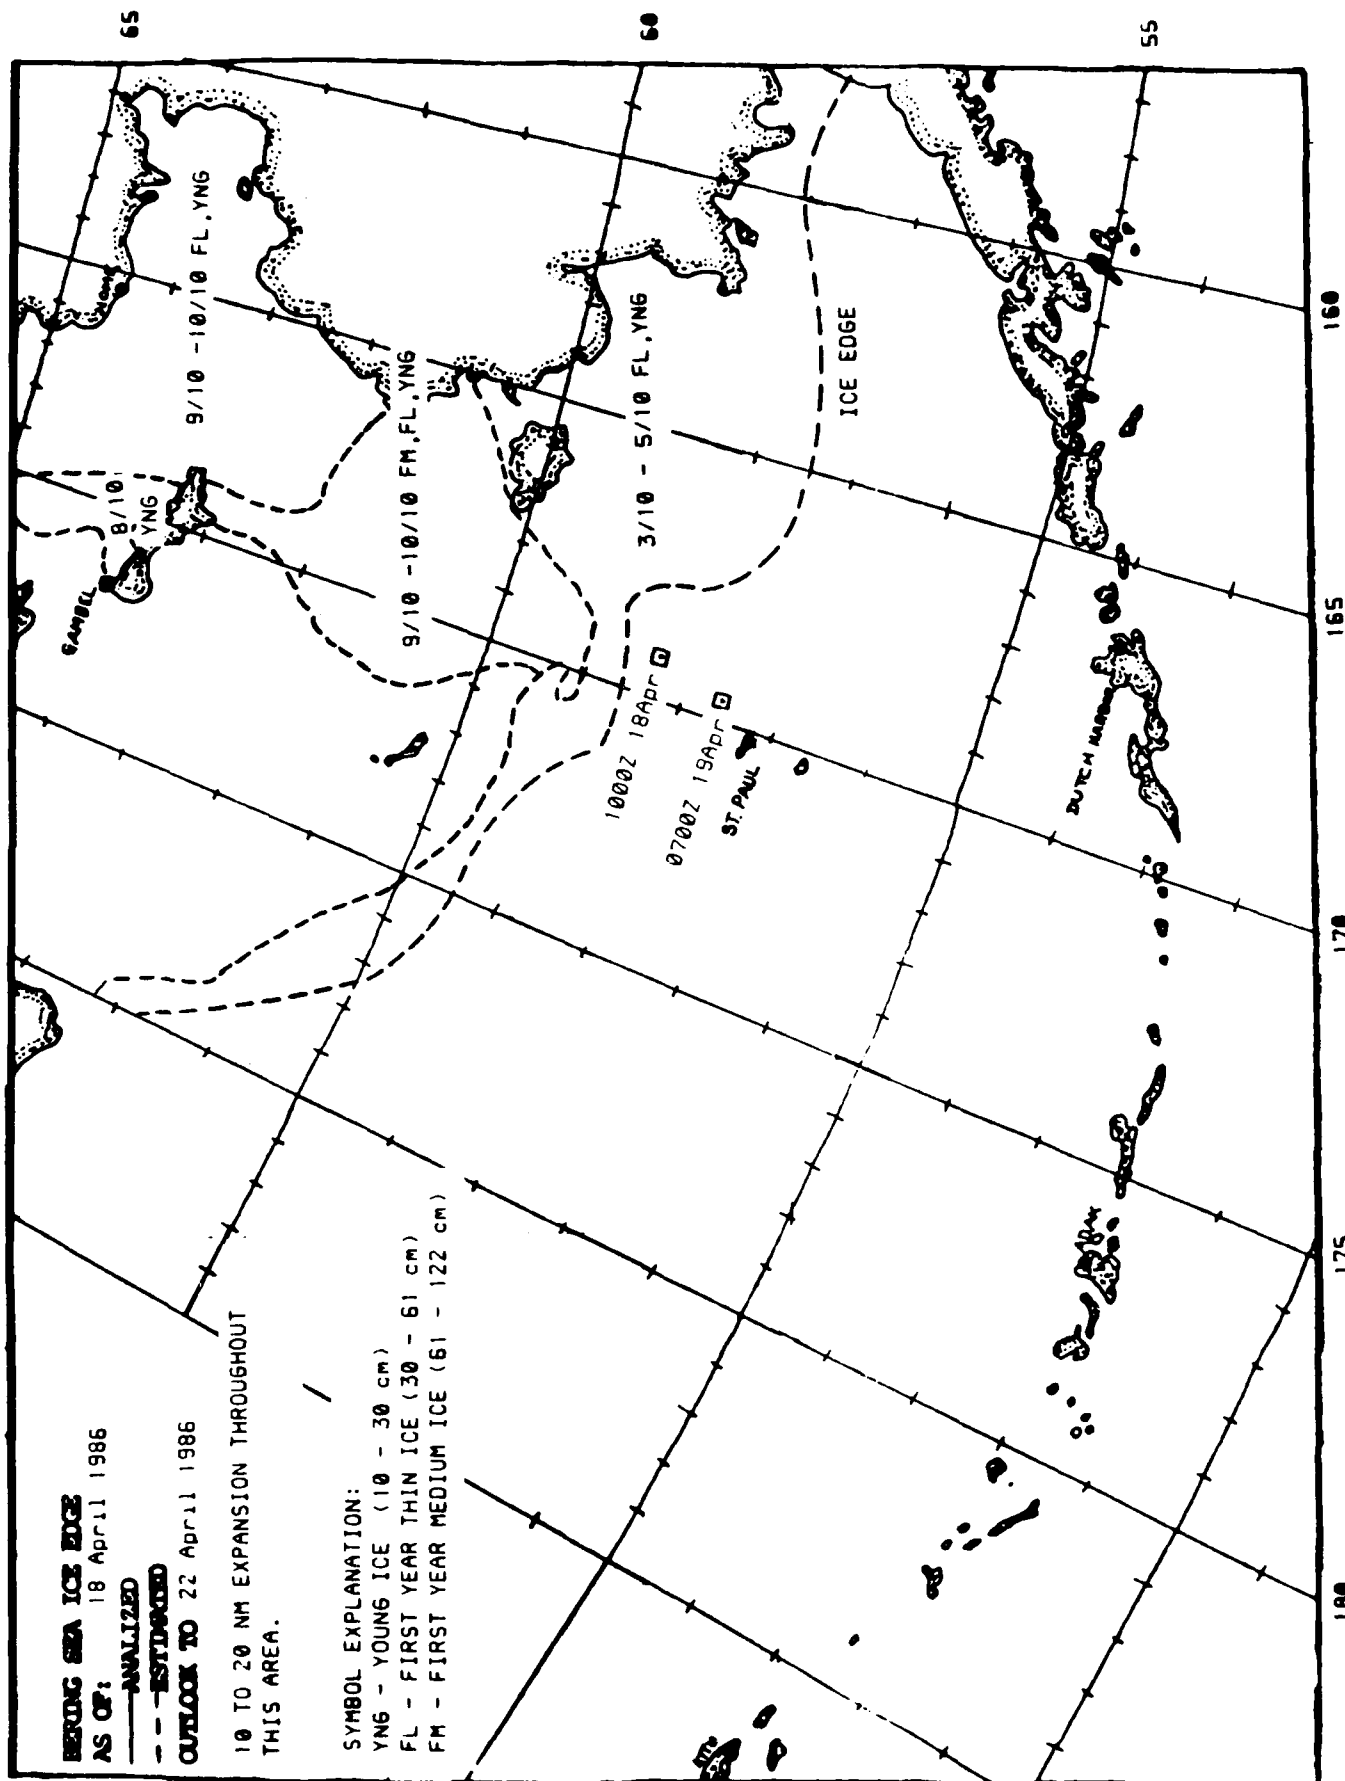 BERING SEA ICE EDGE
AS OF: 18 April 1986
ANALIZED
- - - ESTIMATED
OUTLOOK TO 22 April 1986
10 TO 20 NM EXPANSION THROUGHOUT
THIS AREA.
SYMBOL EXPLANATION:
YNG - YOUNG ICE (10 - 30 cm)
FL - FIRST YEAR THIN ICE (30 - 61 cm)
FM - FIRST YEAR MEDIUM ICE (61 - 122 cm)
GAMBEL
8/10
YNG
NOME
9/10 -10/10 FL,YNG
9/10 -10/10 FM,FL,YNG
3/10 - 5/10 FL,YNG
ICE EDGE
1000Z 18Apr
0700Z 19Apr
ST. PAUL
DUTCH HARBOR
ADAK
65
60
55
160
165
170
175
180